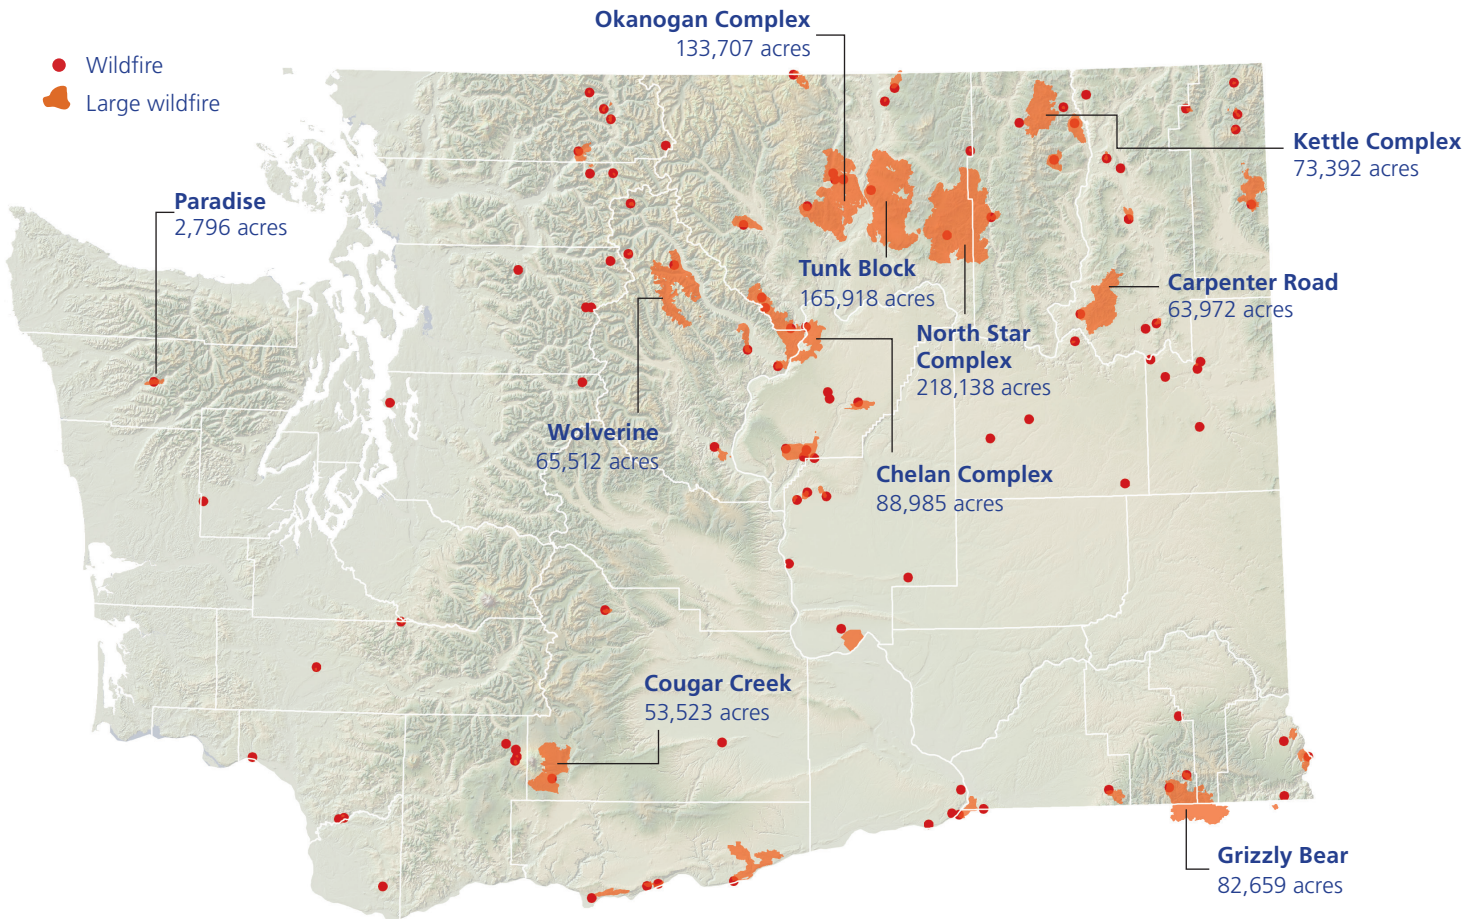 Okanogan Complex
133,707 acres
Wildfire
Large wildfire
Kettle Complex
73,392 acres
Paradise
2,796 acres
Tunk Block
165,918 acres
Carpenter Road
63,972 acres
North Star
Complex
218,138 acres
Wolverine
65,512 acres
Chelan Complex
88,985 acres
Cougar Creek
53,523 acres
Grizzly Bear
82,659 acres